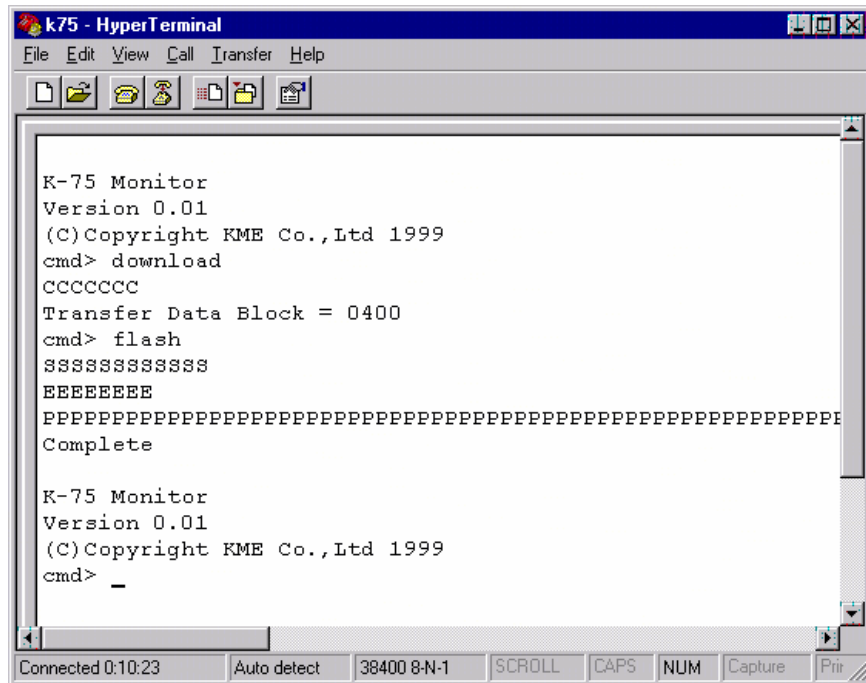 k75 - HyperTerminal
File Edit View Call Transfer Help
K-75 Monitor
Version 0.01
(C)Copyright KME Co.,Ltd 1999
cmd> download
CCCCCCC
Transfer Data Block = 0400
cmd> flash
SSSSSSSSSSSS
EEEEEEEE
PPPPPPPPPPPPPPPPPPPPPPPPPPPPPPPPPPPPPPPPPPPPPPPPPPPPPPPPPP
Complete
K-75 Monitor
Version 0.01
(C)Copyright KME Co.,Ltd 1999
cmd> _
Connected 0:10:23 Auto detect 38400 8-N-1 SCROLL CAPS NUM Capture